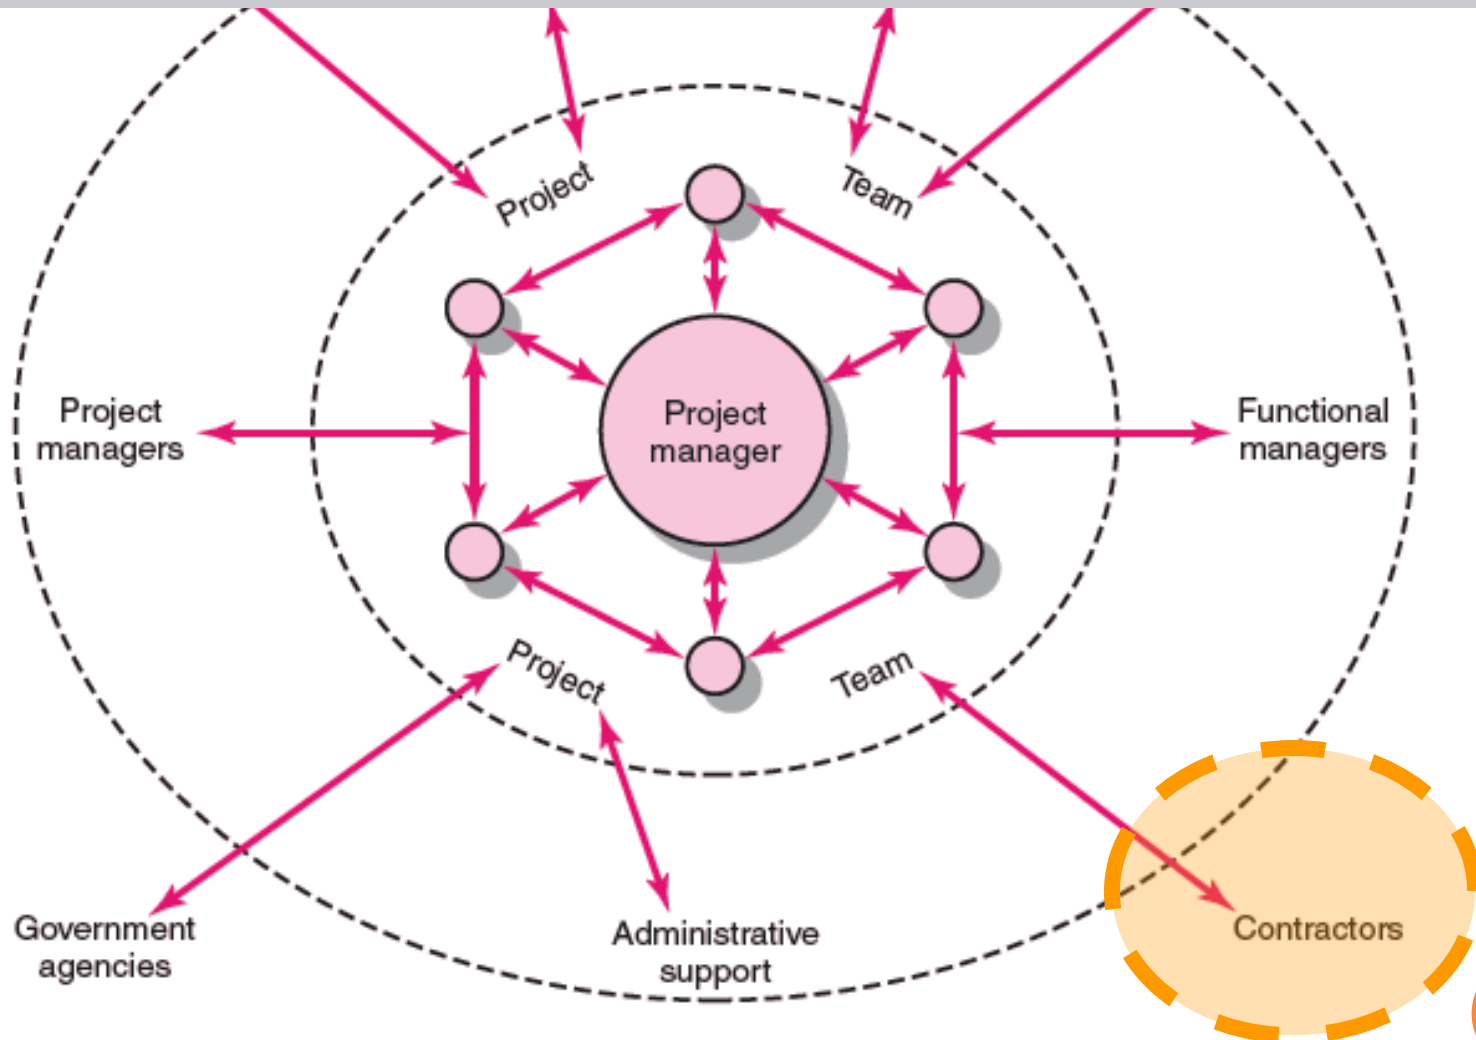 Project
Team
Project
managers
Project
manager
Functional
managers
Project
Team
Government
agencies
Administrative
support
Contractors